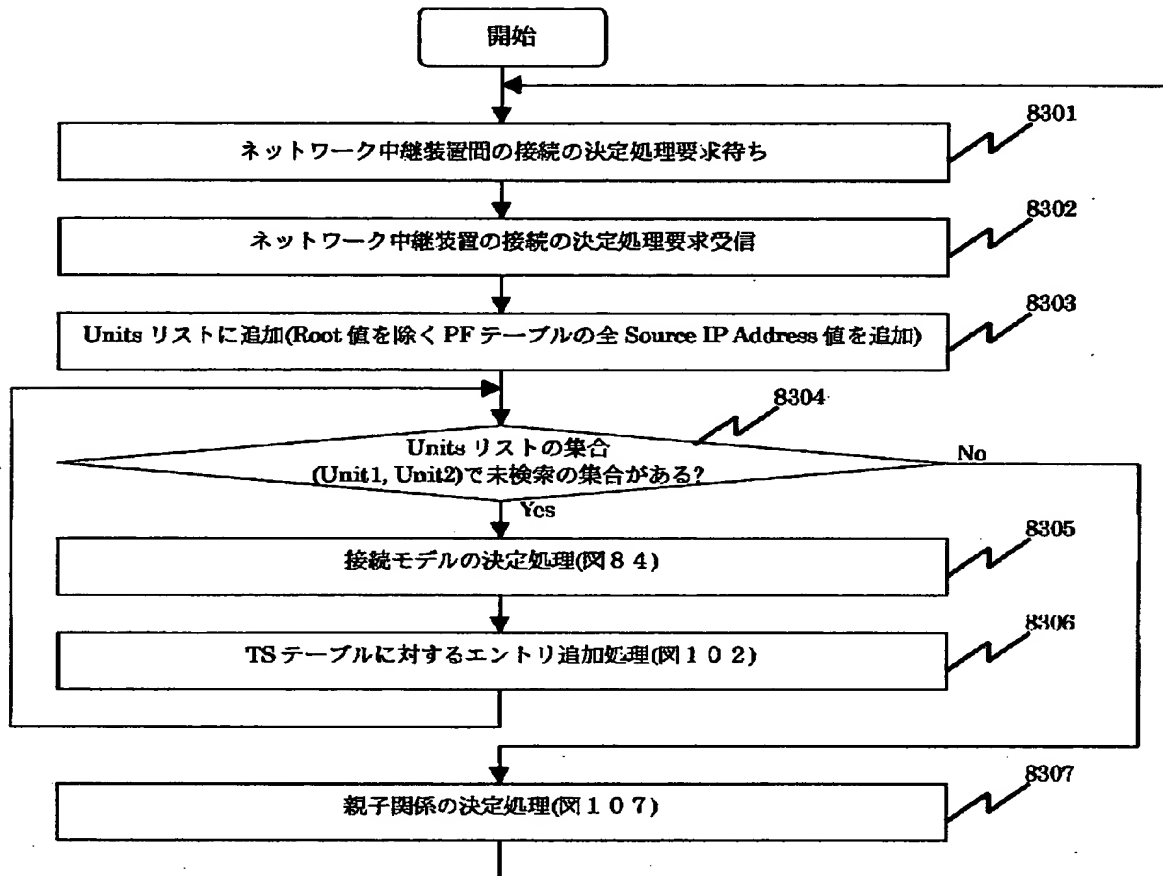 開始
8301
ネットワーク中継装置間の接続の決定処理要求待ち
8302
ネットワーク中継装置の接続の決定処理要求受信
8303
Units リストに追加(Root 値を除く PF テーブルの全 Source IP Address 値を追加)
8304
Units リストの集合
(Unit1, Unit2)で未検索の集合がある?
No
Yes
8305
接続モデルの決定処理(図８４)
8306
TS テーブルに対するエントリ追加処理(図１０２)
8307
親子関係の決定処理(図１０７)